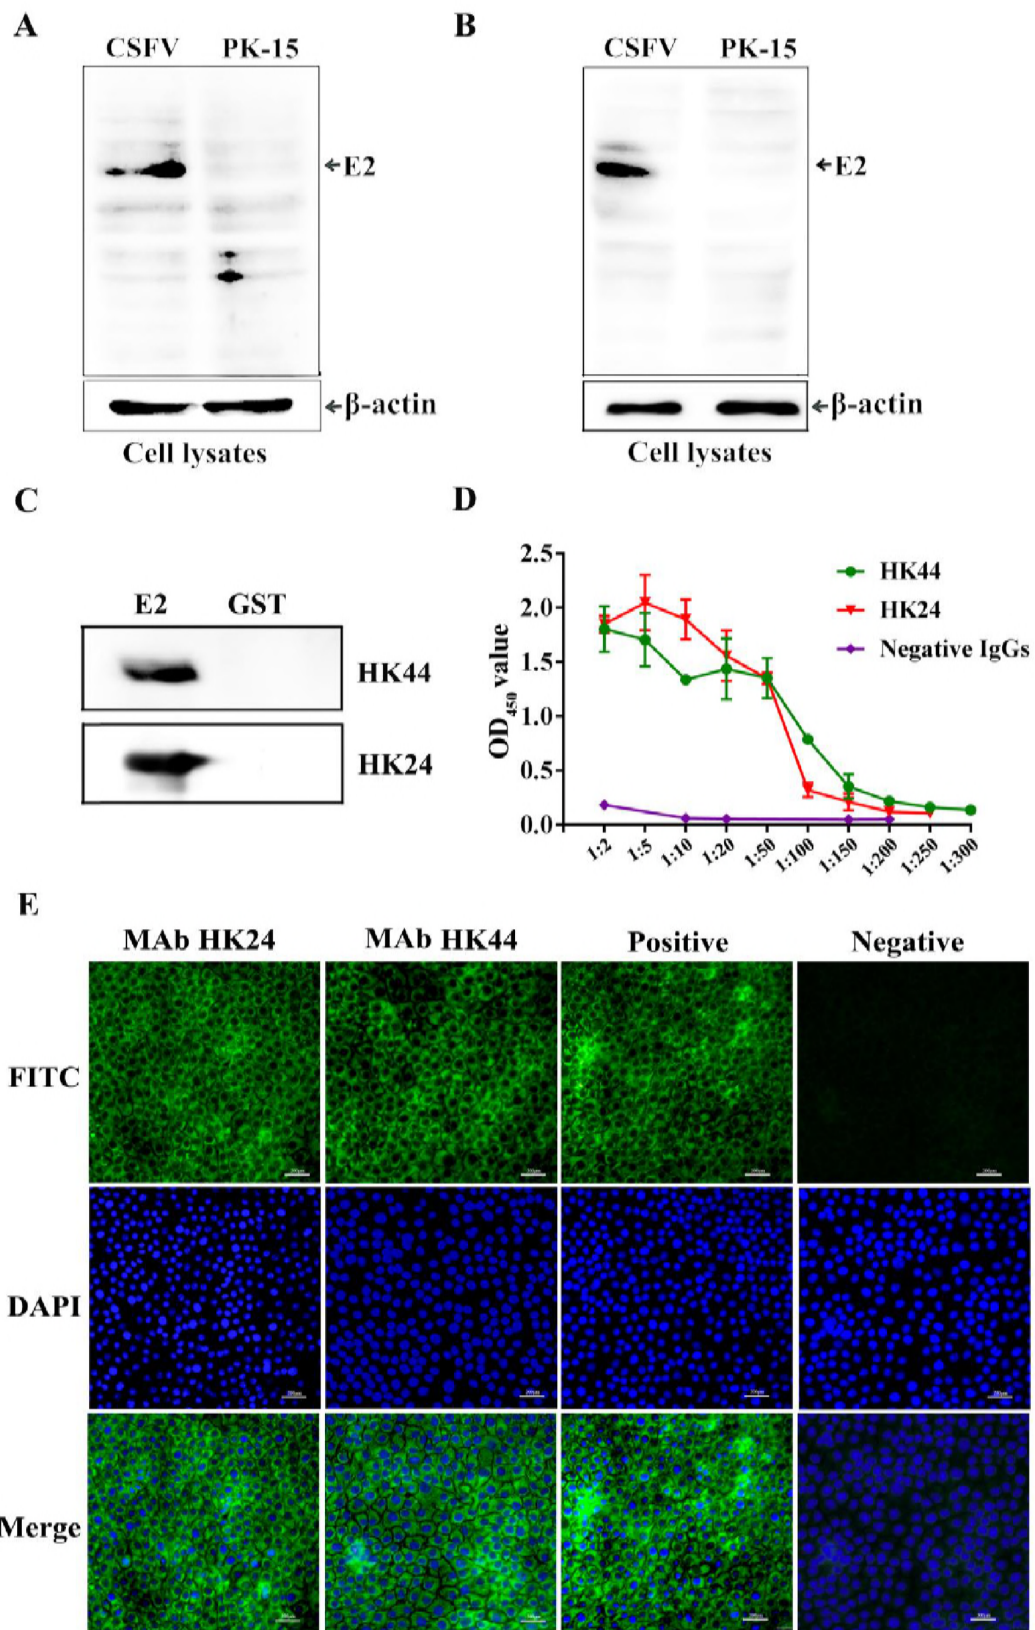 A
CSFV PK-15
←E2
←β-actin
Cell lysates
B
CSFV PK-15
←E2
←β-actin
Cell lysates
C
E2 GST
HK44
HK24
D
OD450 value
2.5
2.0
1.5
1.0
0.5
0.0
1:2 1:5 1:10 1:20 1:50 1:100 1:150 1:200 1:250 1:300
HK44
HK24
Negative IgGs
E
MAb HK24 MAb HK44 Positive Negative
FITC
DAPI
Merge